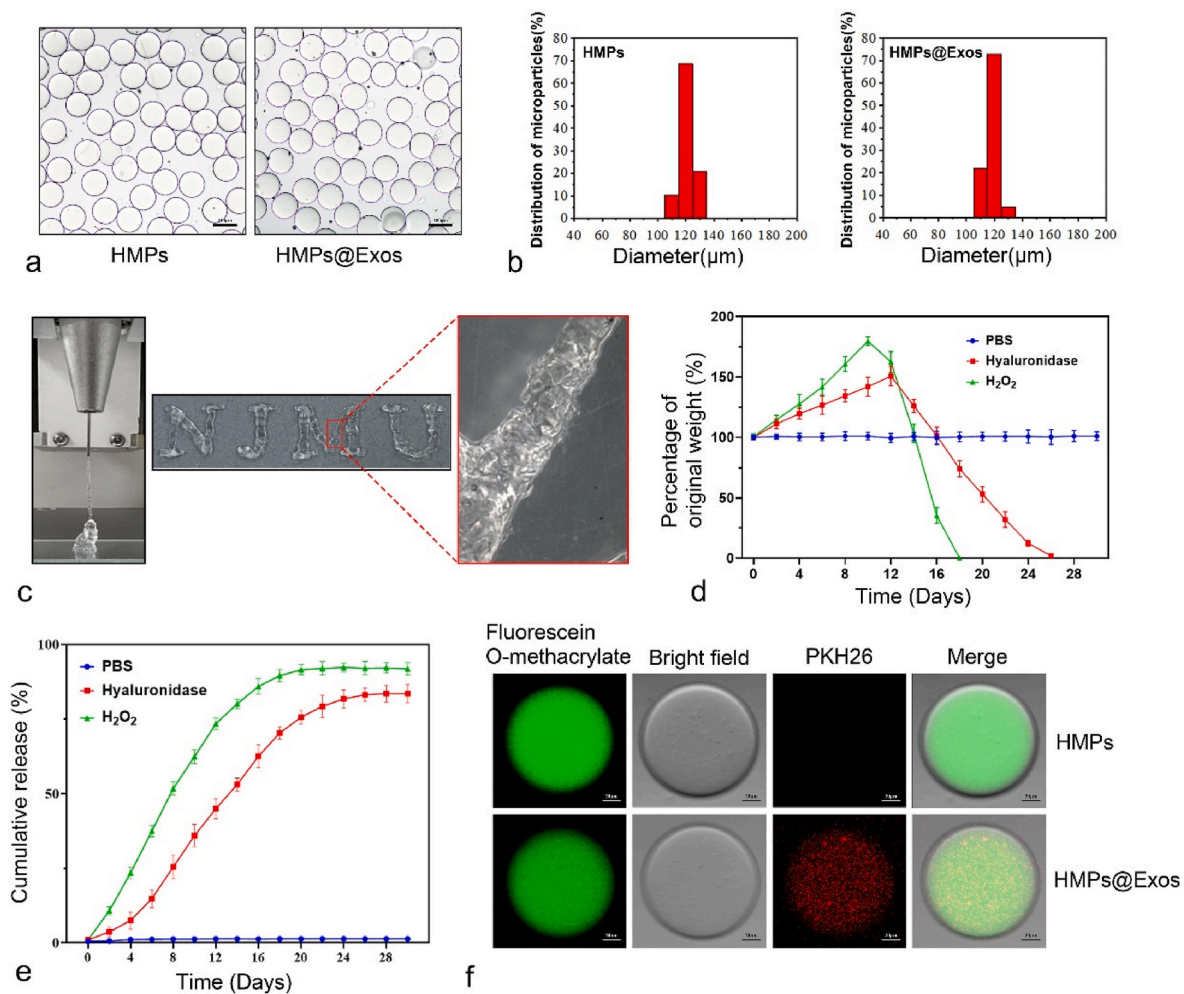 HMPs
HMPs@Exos
a
Distribution of microparticles(%)
80
70
60
50
40
30
20
10
0
HMPs
40 60 80 100 120 140 160 180 200
Diameter(μm)
Distribution of microparticles(%)
80
70
60
50
40
30
20
10
0
HMPs@Exos
40 60 80 100 120 140 160 180 200
Diameter(μm)
b
N J M U
c
Percentage of
original weight (%)
200
150
100
50
0
PBS
Hyaluronidase
H₂O₂
0 4 8 12 16 20 24 28
Time (Days)
d
Cumulative release (%)
100
50
0
PBS
Hyaluronidase
H₂O₂
0 4 8 12 16 20 24 28
Time (Days)
e
Fluorescein
O-methacrylate
Bright field
PKH26
Merge
HMPs
HMPs@Exos
f